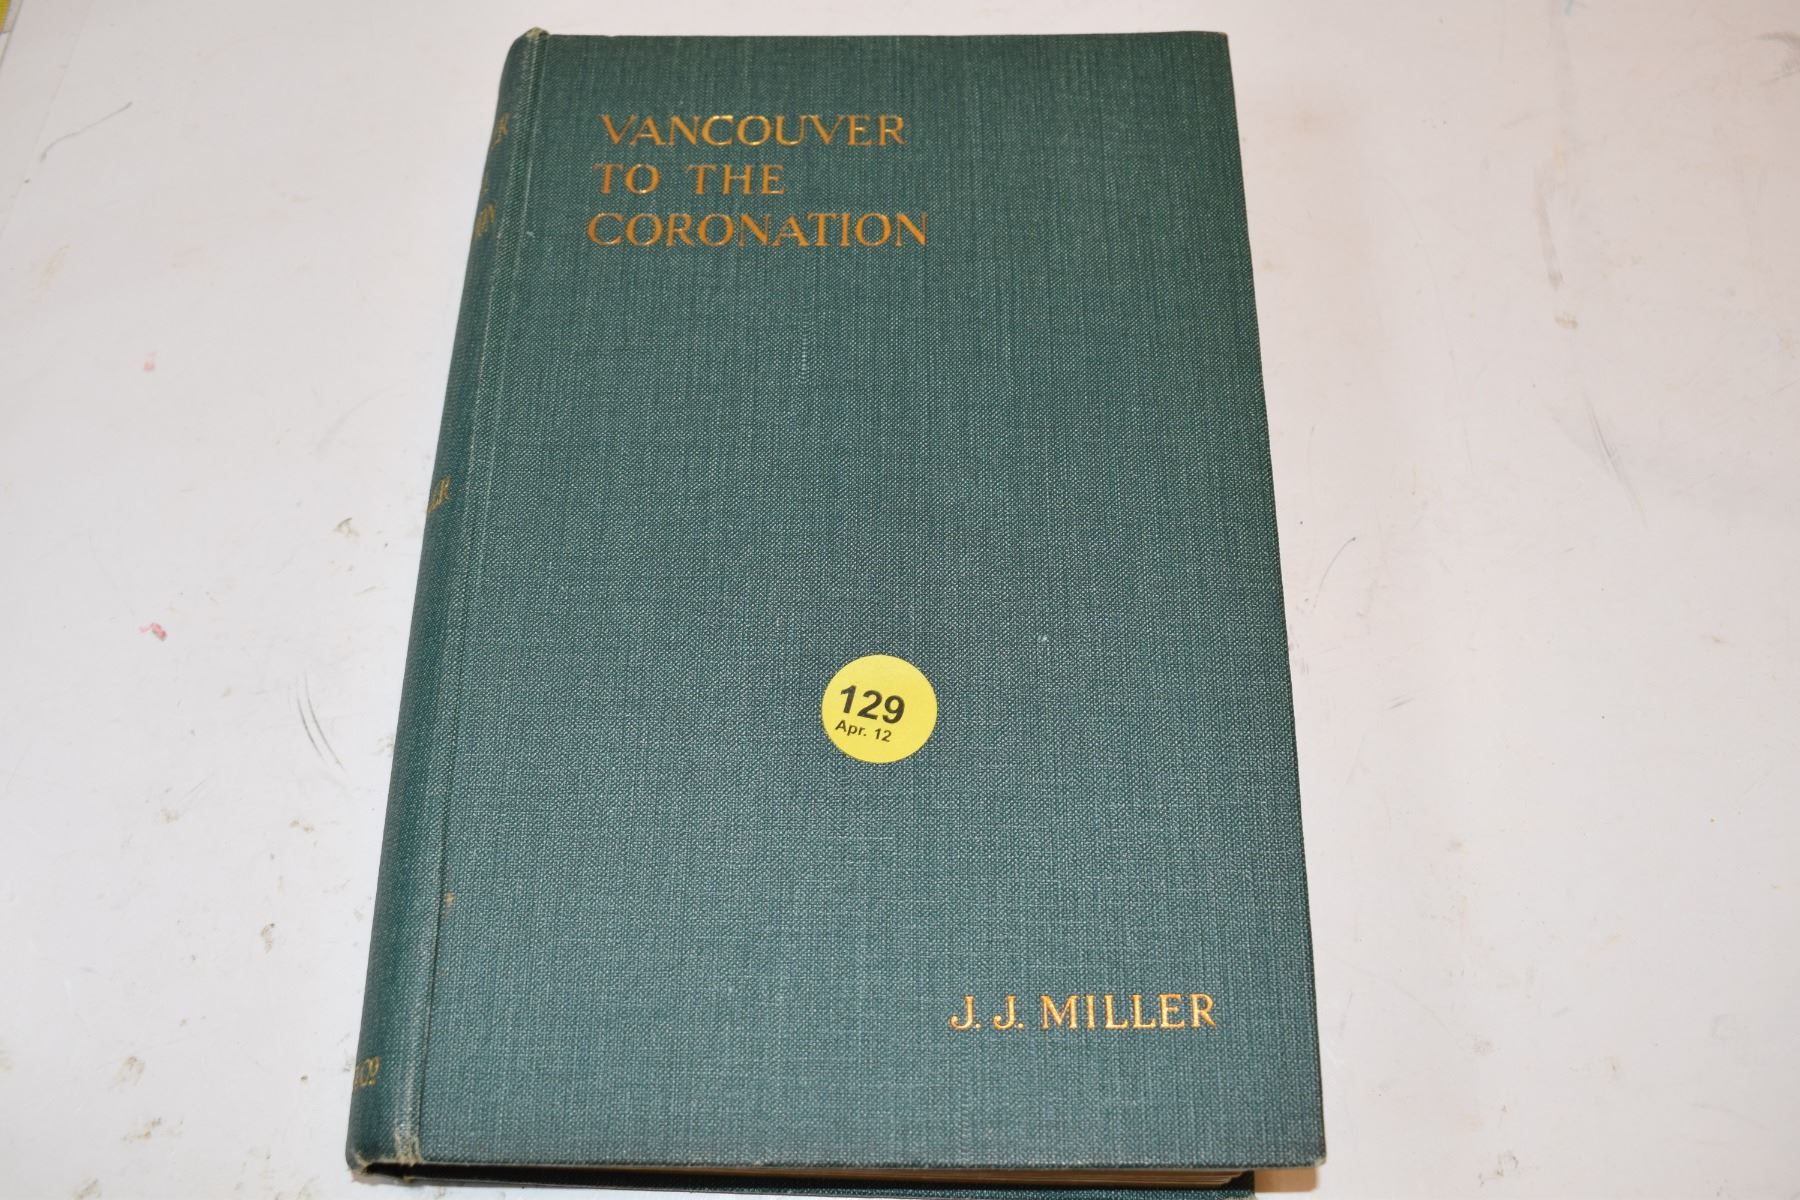 VANCOUVER
TO THE
CORONATION
129
Apr. 12
J. J. MILLER